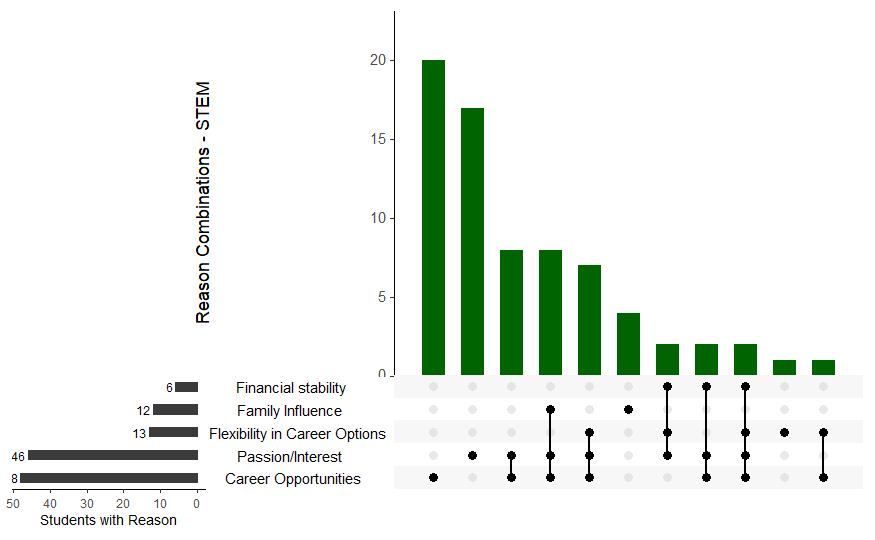 Reason Combinations - STEM
20
15
10
5
0
6 Financial stability
12 Family Influence
13 Flexibility in Career Options
46 Passion/Interest
8 Career Opportunities
50 40 30 20 10 0
Students with Reason